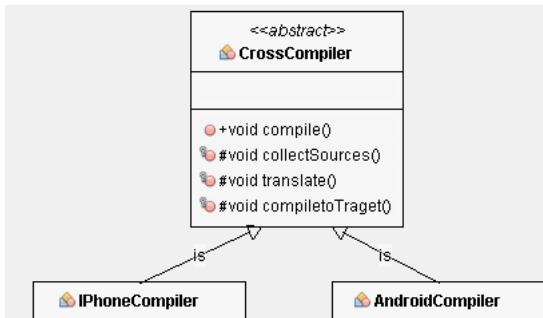 <<abstract>>
CrossCompiler
+void compile()
#void collectSources()
#void translate()
#void compiletoTraget()
is
is
IPhoneCompiler
AndroidCompiler